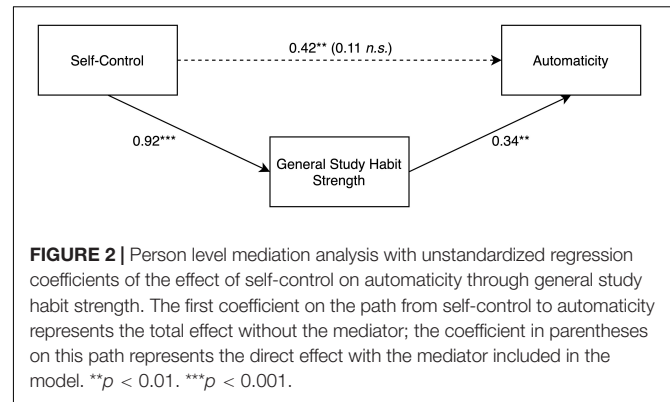 Self-Control
0.42** (0.11 n.s.)
Automaticity
0.92***
0.34**
General Study Habit
Strength
FIGURE 2 | Person level mediation analysis with unstandardized regression
coefficients of the effect of self-control on automaticity through general study
habit strength. The first coefficient on the path from self-control to automaticity
represents the total effect without the mediator; the coefficient in parentheses
on this path represents the direct effect with the mediator included in the
model. **p < 0.01. ***p < 0.001.